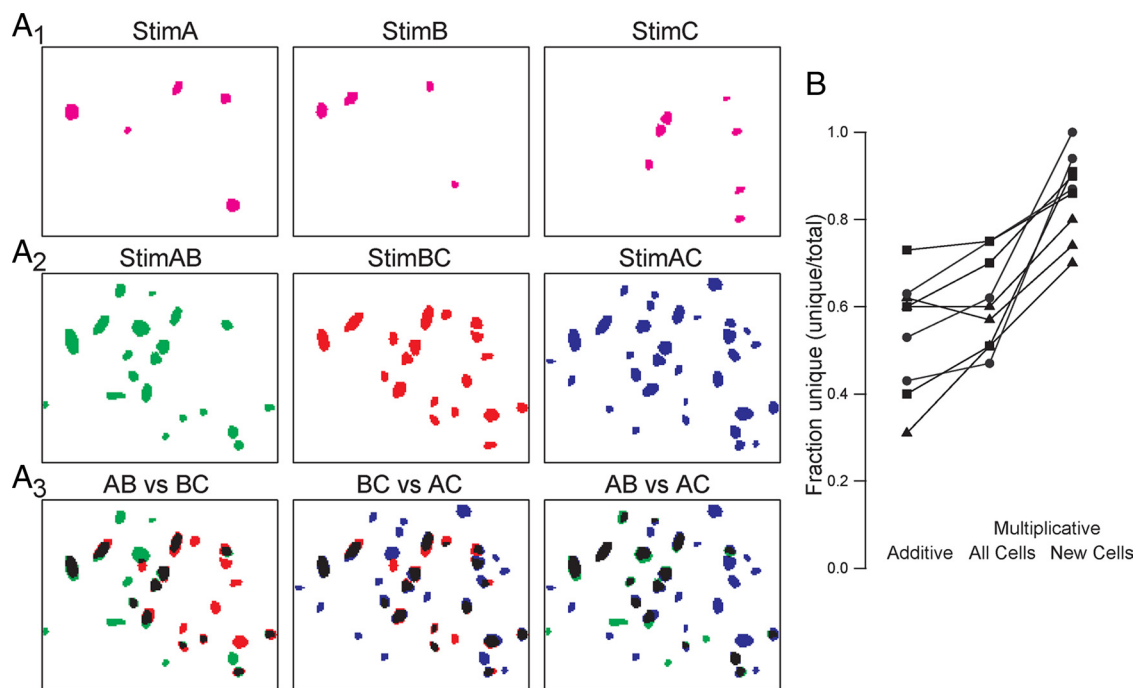 A1
StimA StimB StimC
A2
StimAB StimBC StimAC
A3
AB vs BC BC vs AC AB vs AC
B
Fraction unique (unique/total)
1.0
0.8
0.6
0.4
0.2
0.0
Multiplicative
Additive All Cells New Cells